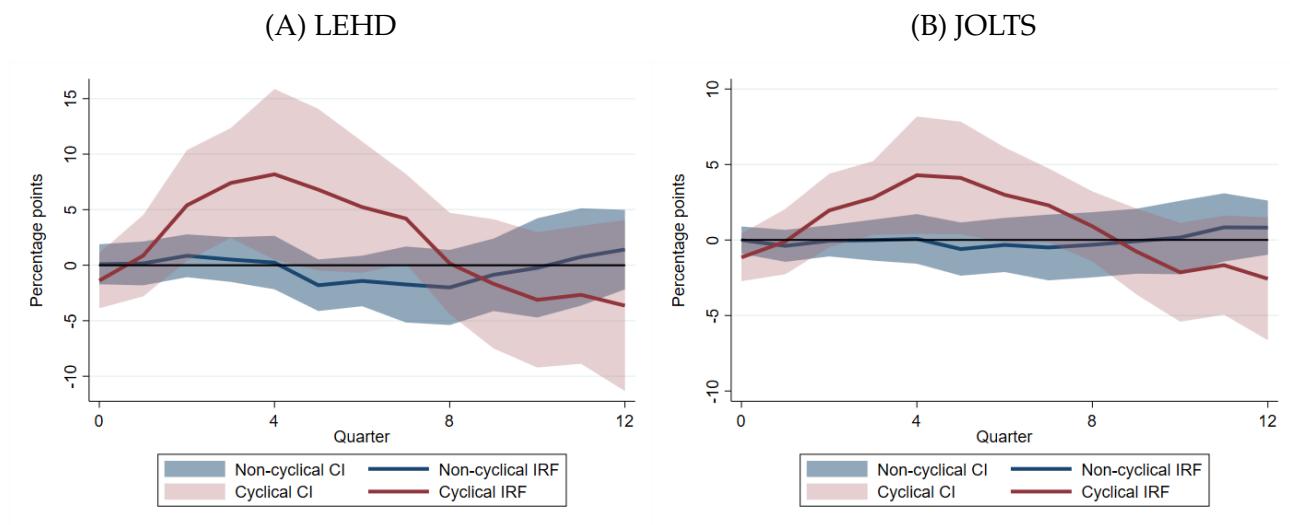 (A) LEHD
(B) JOLTS
Percentage points
15
10
5
0
-5
-10
0
4
8
12
Quarter
Non-cyclical CI
Non-cyclical IRF
Cyclical CI
Cyclical IRF
Percentage points
10
5
0
-5
-10
0
4
8
12
Quarter
Non-cyclical CI
Non-cyclical IRF
Cyclical CI
Cyclical IRF